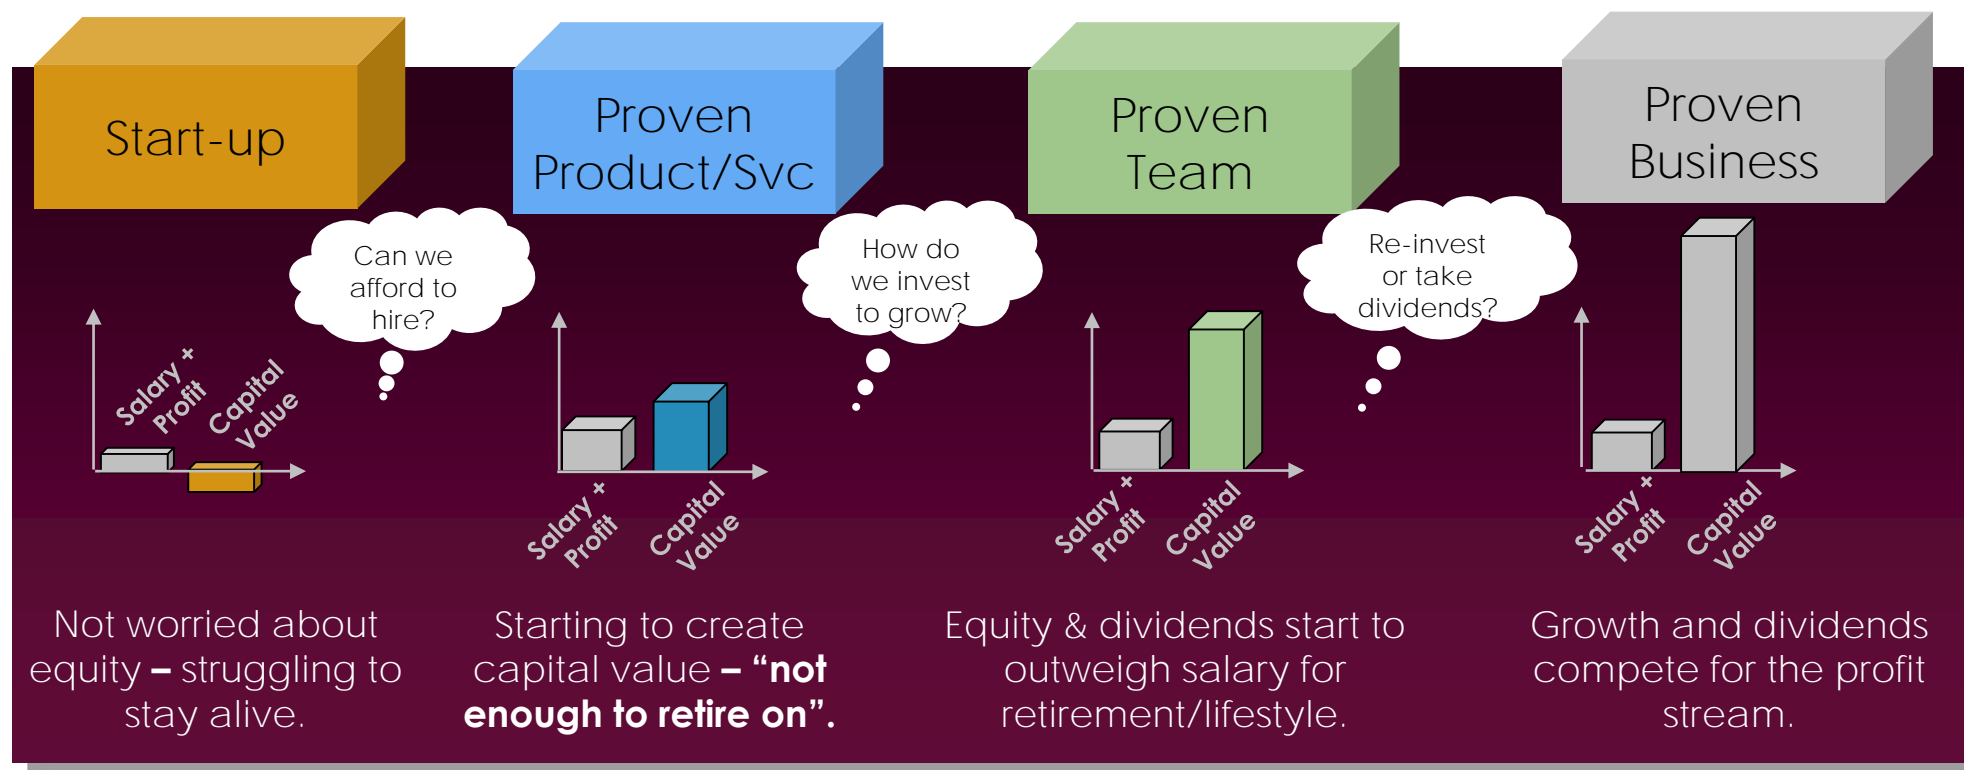 Start-up
Proven
Product/Svc
Proven
Team
Proven
Business
Can we
afford to
hire?
How do
we invest
to grow?
Re-invest
or take
dividends?
Salary +
Profit
Capital
Value
Salary +
Profit
Capital
Value
Salary +
Profit
Capital
Value
Salary +
Profit
Capital
Value
Not worried about
equity – struggling to
stay alive.
Starting to create
capital value – “not
enough to retire on”.
Equity & dividends start to
outweigh salary for
retirement/lifestyle.
Growth and dividends
compete for the profit
stream.